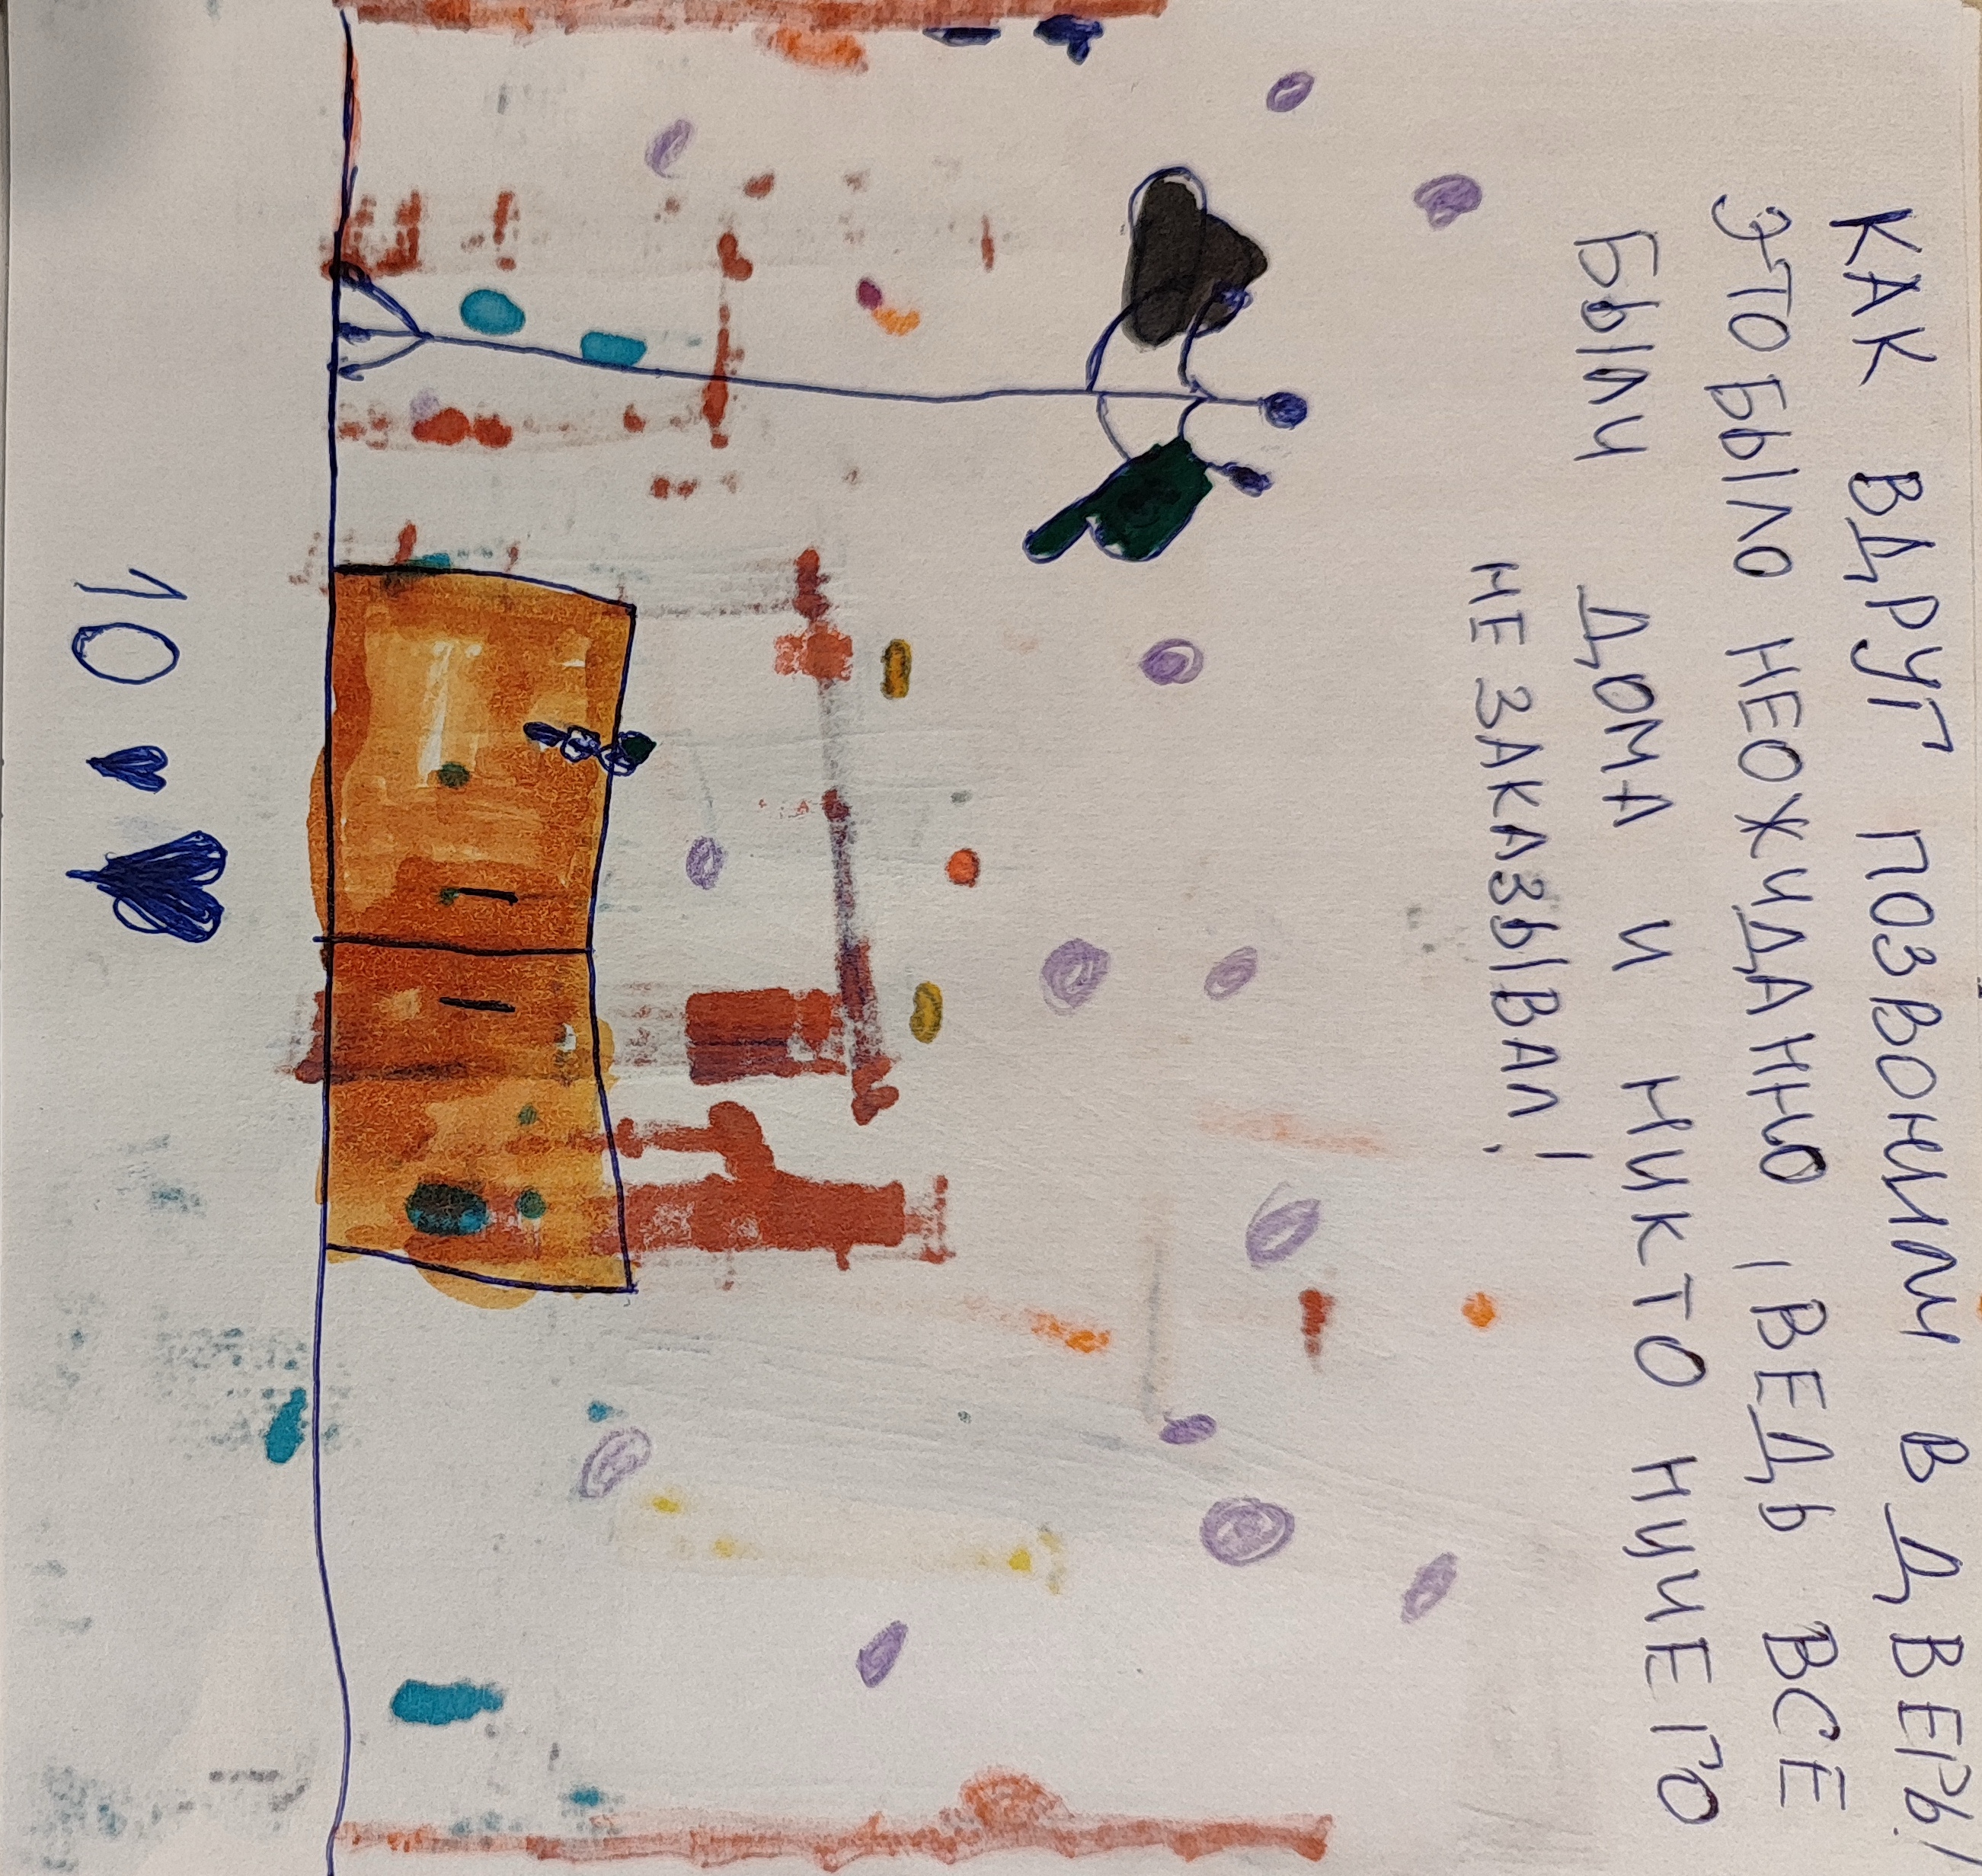 КАК ВДРУГ ПОЗВОНИЛИ В ДВЕРЬ!
ЭТО БЫЛО НЕОЖИДАННО, ВЕДЬ ВСЕ
БЫЛИ ДОМА И НИКТО НИЧЕГО
НЕ ЗАКАЗЫВАЛ!
10